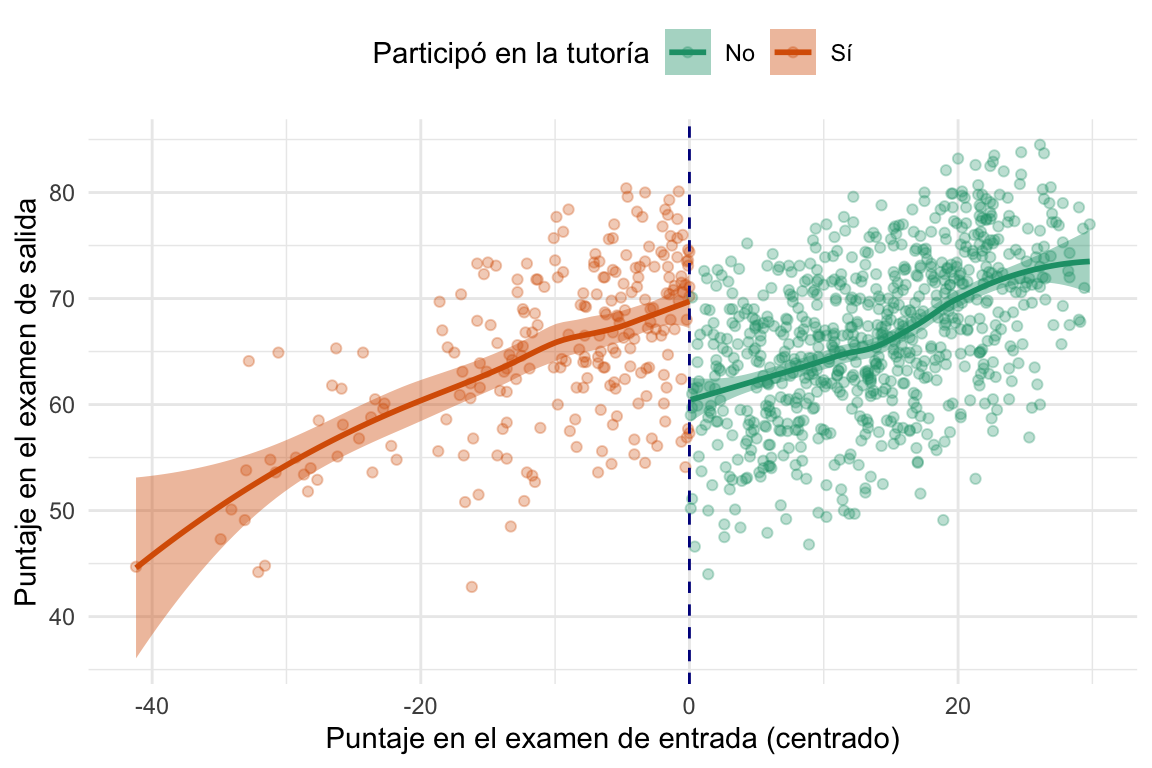 Participó en la tutoría No Sí
Puntaje en el examen de salida
80
70
60
50
40
-40 -20 0 20
Puntaje en el examen de entrada (centrado)